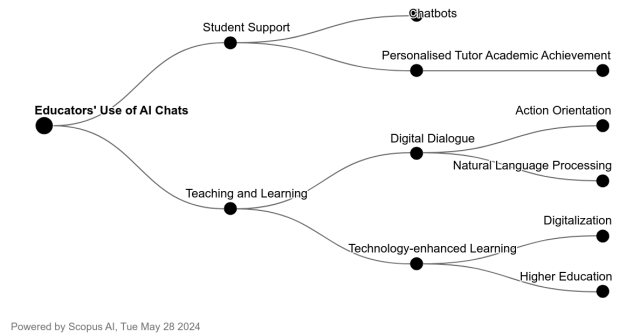 Chatbots
Student Support
Personalised Tutor
Academic Achievement
Educators' Use of AI Chats
Action Orientation
Digital Dialogue
Natural Language Processing
Teaching and Learning
Digitalization
Technology-enhanced Learning
Higher Education
Powered by Scopus AI, Tue May 28 2024